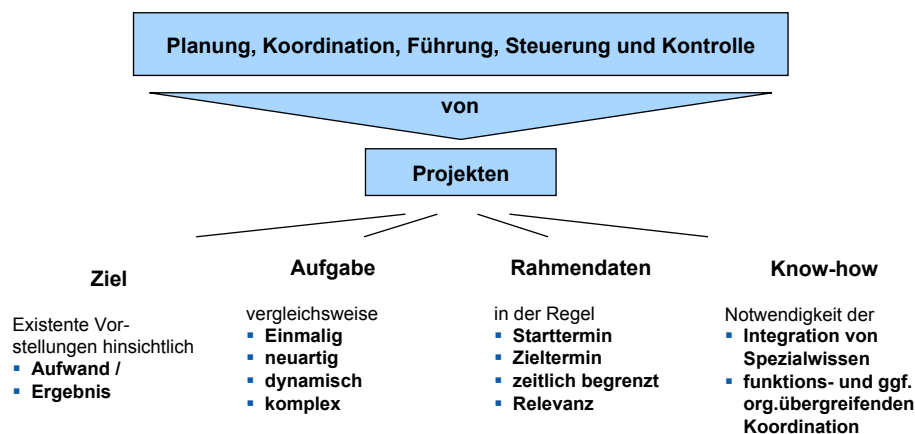 Planung, Koordination, Führung, Steuerung und Kontrolle
von
Projekten
Ziel
Existente Vor-
stellungen hinsichtlich
▪ Aufwand /
▪ Ergebnis
Aufgabe
vergleichsweise
▪ Einmalig
▪ neuartig
▪ dynamisch
▪ komplex
Rahmendaten
in der Regel
▪ Starttermin
▪ Zieltermin
▪ zeitlich begrenzt
▪ Relevanz
Know-how
Notwendigkeit der
▪ Integration von
Spezialwissen
▪ funktions- und ggf.
org.übergreifenden
Koordination